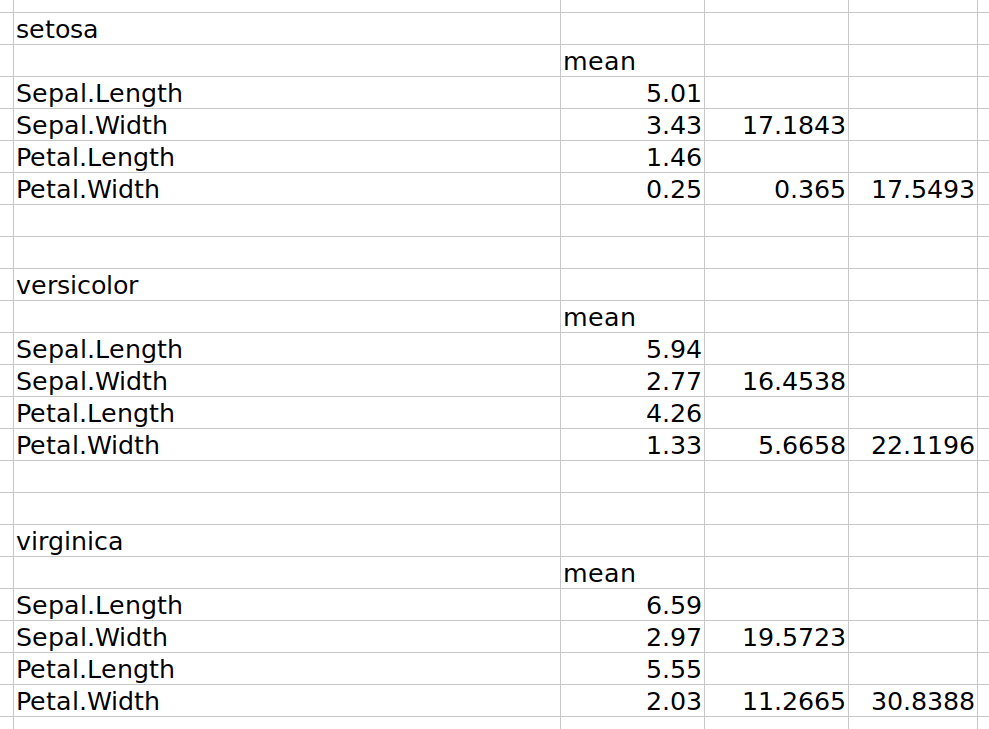 setosa
mean
Sepal.Length 5.01
Sepal.Width 3.43 17.1843
Petal.Length 1.46
Petal.Width 0.25 0.365 17.5493
versicolor
mean
Sepal.Length 5.94
Sepal.Width 2.77 16.4538
Petal.Length 4.26
Petal.Width 1.33 5.6658 22.1196
virginica
mean
Sepal.Length 6.59
Sepal.Width 2.97 19.5723
Petal.Length 5.55
Petal.Width 2.03 11.2665 30.8388